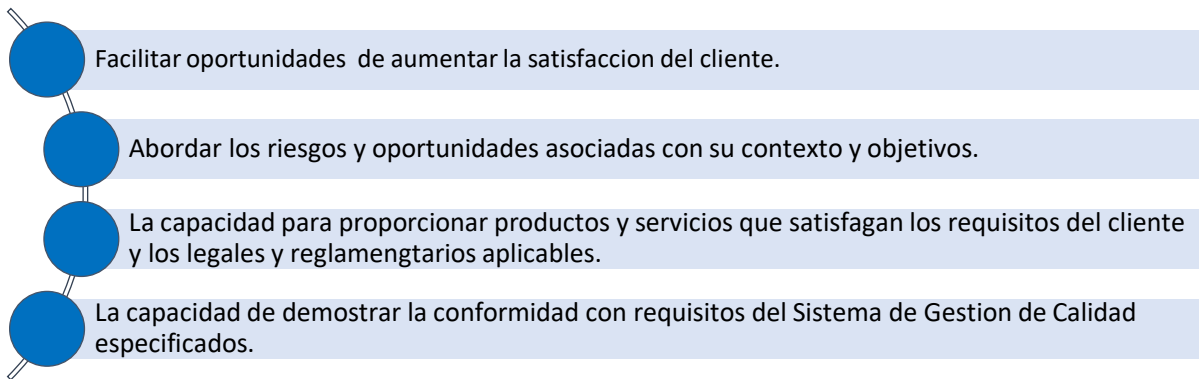 Facilitar oportunidades  de aumentar la satisfaccion del cliente.
Abordar los riesgos y oportunidades asociadas con su contexto y objetivos.
La capacidad para proporcionar productos y servicios que satisfagan los requisitos del cliente
y los legales y reglamengtarios aplicables.
La capacidad de demostrar la conformidad con requisitos del Sistema de Gestion de Calidad
especificados.